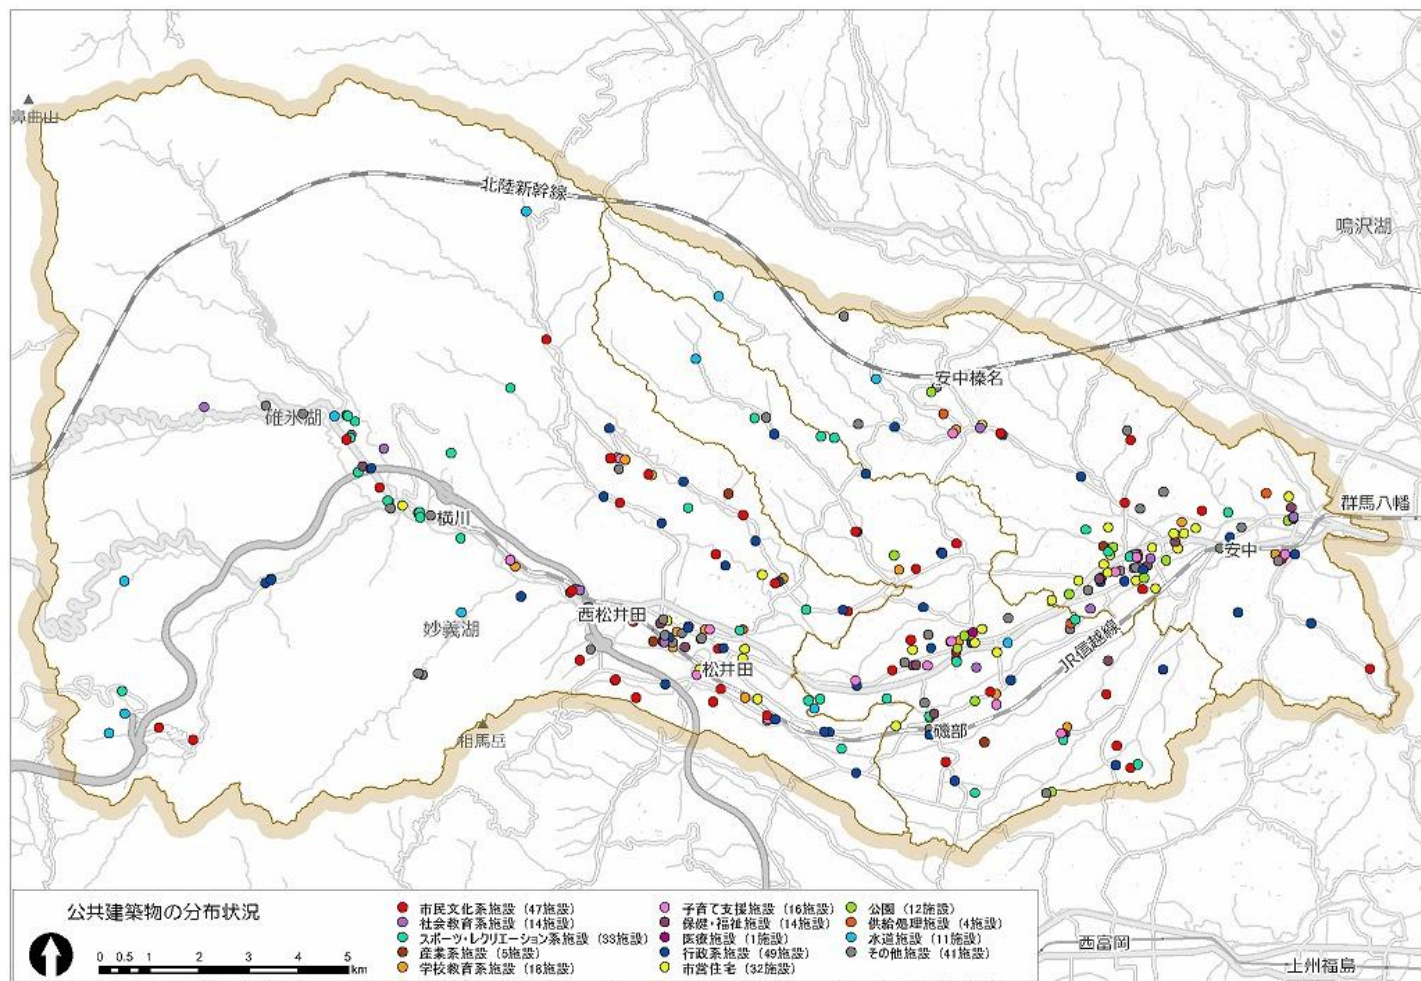 鼻曲山
北陸新幹線
鳴沢湖
安中榛名
碓氷湖
群馬八幡
横川
安中
西松井田
妙義湖
JR信越線
松井田
磯部
相馬岳
公共建築物の分布状況
0 0.5 1 2 3 4 5 km
市民文化系施設 (47施設)
社会教育系施設 (14施設)
スポーツ・レクリエーション系施設 (33施設)
産業系施設 (5施設)
学校教育系施設 (18施設)
子育て支援施設 (16施設)
保健・福祉施設 (14施設)
医療施設 (1施設)
行政系施設 (49施設)
市営住宅 (32施設)
公園 (12施設)
供給処理施設 (4施設)
水道施設 (11施設)
その他施設 (41施設)
西富岡
上州福島